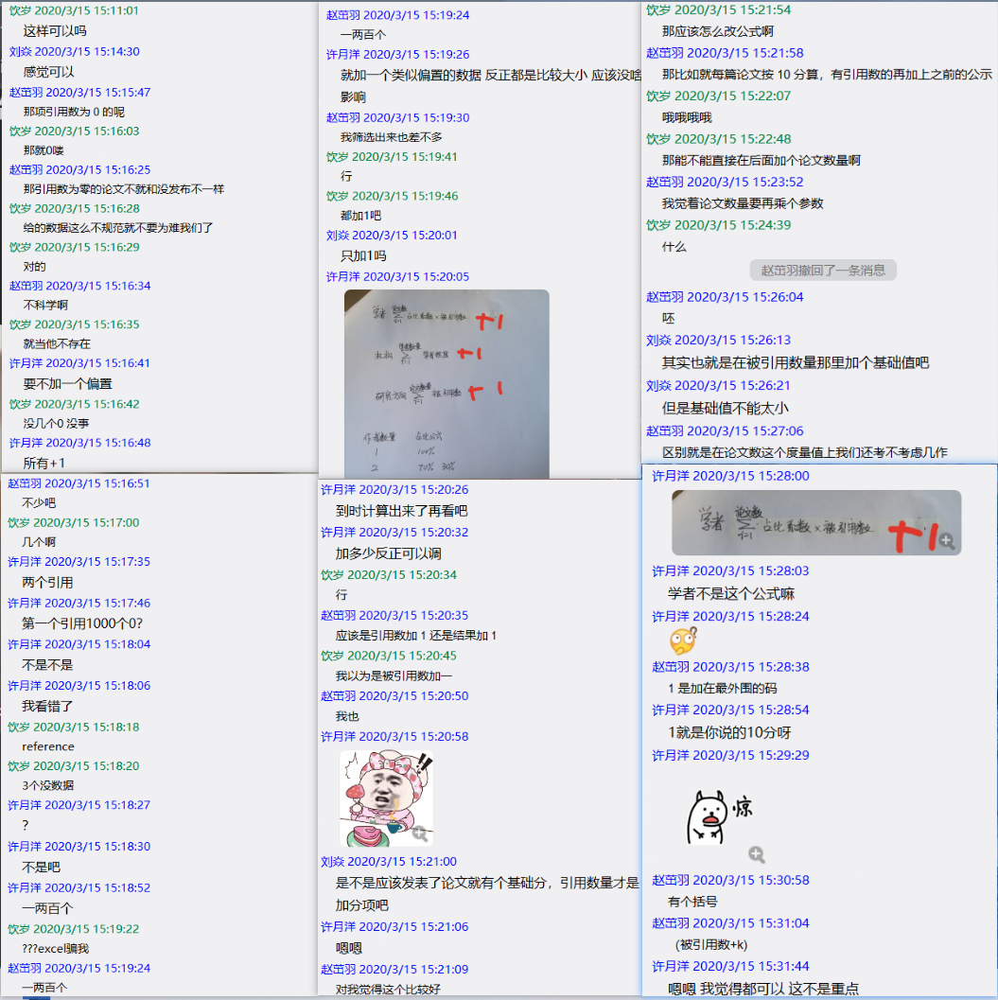 饮岁 2020/3/15 15:11:01
这样可以吗
刘焱 2020/3/15 15:14:30
感觉可以
赵茁羽 2020/3/15 15:15:47
那项引用数为 0 的呢
饮岁 2020/3/15 15:16:03
那就0喽
赵茁羽 2020/3/15 15:16:25
那引用数为零的论文不就和没发布不一样
饮岁 2020/3/15 15:16:28
给的数据这么不规范就不要为难我们了
饮岁 2020/3/15 15:16:29
对的
赵茁羽 2020/3/15 15:16:34
不科学啊
饮岁 2020/3/15 15:16:35
就当他不存在
许月洋 2020/3/15 15:16:41
要不加一个偏置
饮岁 2020/3/15 15:16:42
没几个0 没事
许月洋 2020/3/15 15:16:48
所有+1
赵茁羽 2020/3/15 15:16:51
不少吧
饮岁 2020/3/15 15:17:00
几个啊
许月洋 2020/3/15 15:17:35
两个引用
许月洋 2020/3/15 15:17:46
第一个引用1000个0?
许月洋 2020/3/15 15:18:04
不是不是
许月洋 2020/3/15 15:18:06
我看错了
饮岁 2020/3/15 15:18:18
reference
饮岁 2020/3/15 15:18:20
3个没数据
许月洋 2020/3/15 15:18:27
?
许月洋 2020/3/15 15:18:30
不是吧
许月洋 2020/3/15 15:18:52
一两百个
饮岁 2020/3/15 15:19:22
???excel骗我
赵茁羽 2020/3/15 15:19:24
一两百个
赵茁羽 2020/3/15 15:19:24
一两百个
许月洋 2020/3/15 15:19:26
就加一个类似偏置的数据 反正都是比较大小 应该没啥
影响
赵茁羽 2020/3/15 15:19:30
我筛选出来也差不多
饮岁 2020/3/15 15:19:41
行
饮岁 2020/3/15 15:19:46
都加1吧
刘焱 2020/3/15 15:20:01
只加1吗
许月洋 2020/3/15 15:20:05
学者 论文数 ∑ i=1 占比系数×被引用数 +1
机构 学者数量 ∑ i=1 学者权度 +1
研究方向 论文数量 ∑ i=1 被引用数 +1
作者数量 占比公式
1 100%
2 70% 30%
许月洋 2020/3/15 15:20:26
到时计算出来了再看吧
许月洋 2020/3/15 15:20:32
加多少反正可以调
饮岁 2020/3/15 15:20:34
行
赵茁羽 2020/3/15 15:20:35
应该是引用数加 1 还是结果加 1
饮岁 2020/3/15 15:20:45
我以为是被引用数加一
赵茁羽 2020/3/15 15:20:50
我也
许月洋 2020/3/15 15:20:58
刘焱 2020/3/15 15:21:00
是不是应该发表了论文就有个基础分，引用数量才是
加分项吧
许月洋 2020/3/15 15:21:06
嗯嗯
赵茁羽 2020/3/15 15:21:09
对我觉得这个比较好
饮岁 2020/3/15 15:21:54
那应该怎么改公式啊
赵茁羽 2020/3/15 15:21:58
那比如就每篇论文按 10 分算，有引用数的再加上之前的公示
饮岁 2020/3/15 15:22:07
哦哦哦哦
饮岁 2020/3/15 15:22:48
那能不能直接在后面加个论文数量啊
赵茁羽 2020/3/15 15:23:52
我觉着论文数量要再乘个参数
饮岁 2020/3/15 15:24:39
什么
赵茁羽撤回了一条消息
赵茁羽 2020/3/15 15:26:04
呸
刘焱 2020/3/15 15:26:13
其实也就是在被引用数量那里加个基础值吧
刘焱 2020/3/15 15:26:21
但是基础值不能太小
赵茁羽 2020/3/15 15:27:06
区别就是在论文数这个度量值上我们还考不考虑几作
许月洋 2020/3/15 15:28:00
学者 论文数 ∑ i=1 占比系数×被引用数 +1
许月洋 2020/3/15 15:28:03
学者不是这个公式嘛
许月洋 2020/3/15 15:28:24
赵茁羽 2020/3/15 15:28:38
1 是加在最外围的码
许月洋 2020/3/15 15:28:54
1就是你说的10分呀
许月洋 2020/3/15 15:29:29
惊
赵茁羽 2020/3/15 15:30:58
有个括号
赵茁羽 2020/3/15 15:31:04
(被引用数+k)
许月洋 2020/3/15 15:31:44
嗯嗯 我觉得都可以 这不是重点